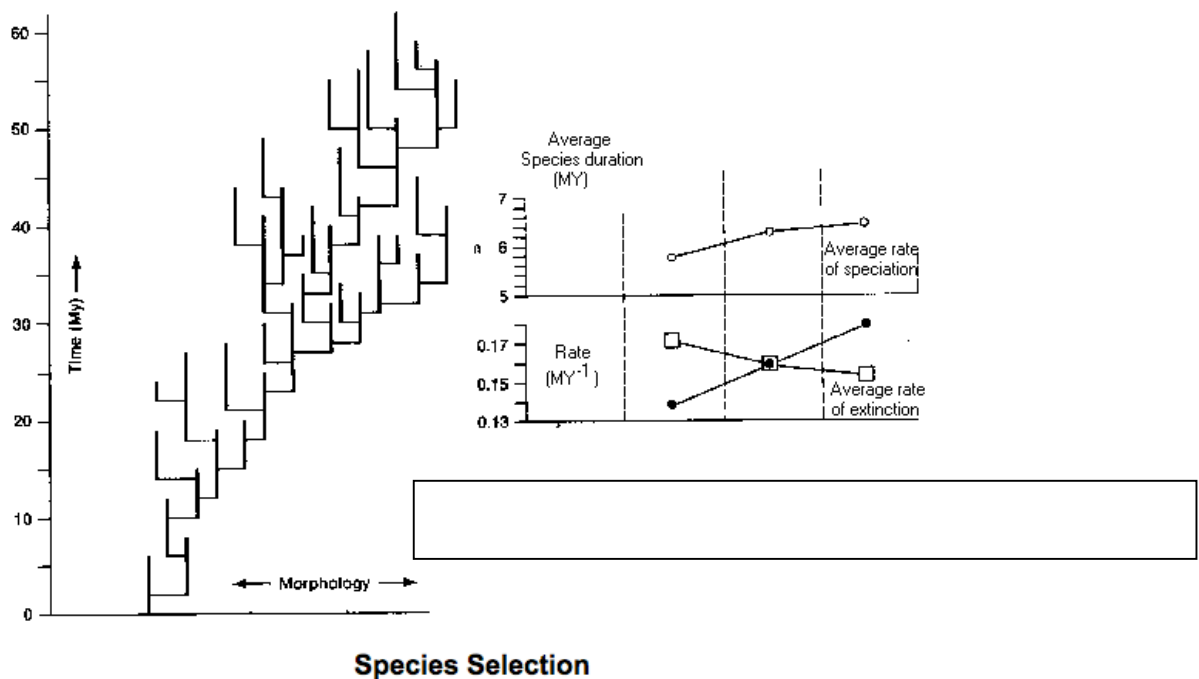 60
50
40
30
20
10
0
Time (My)
Morphology
Average
Species duration
(MY)
7
6
5
Average rate
of speciation
0.17
0.15
0.13
Rate
(MY-1)
Average rate
of extinction
Species Selection